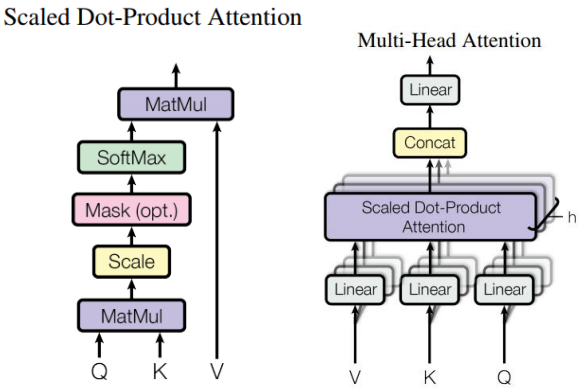 Scaled Dot-Product Attention
MatMul
SoftMax
Mask (opt.)
Scale
MatMul
Q K V
Multi-Head Attention
Linear
Concat
Scaled Dot-Product
Attention
h
Linear Linear Linear
V K Q